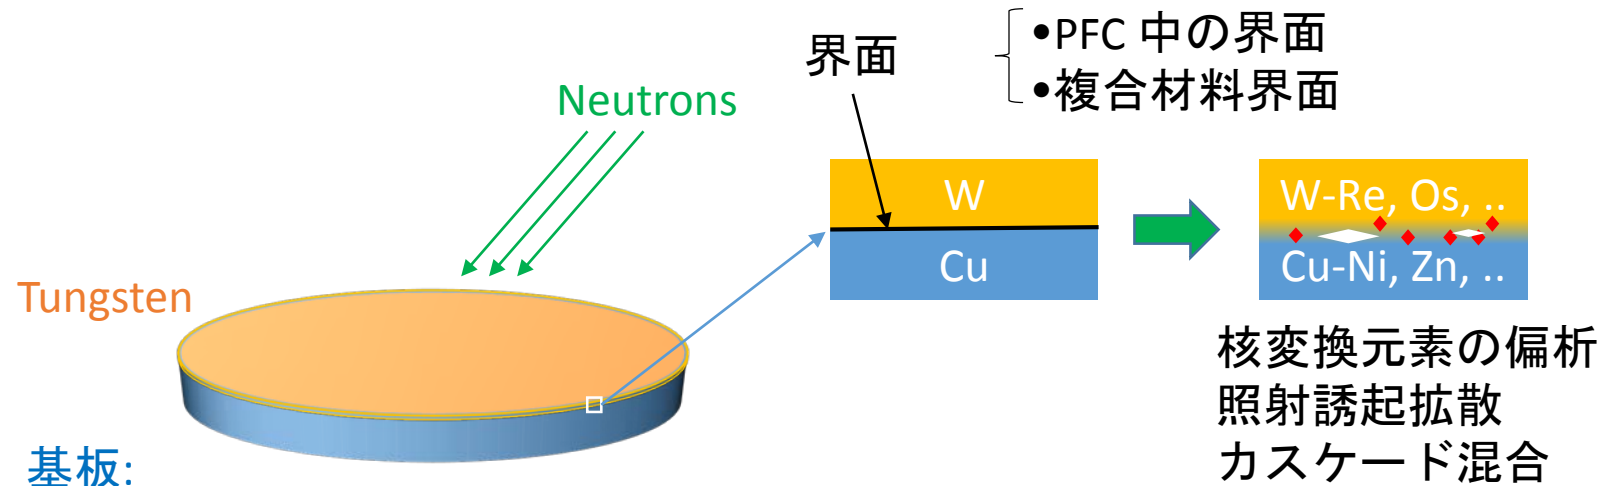 界面
•PFC 中の界面
•複合材料界面
Neutrons
W
Cu
W-Re, Os, ..
Cu-Ni, Zn, ..
Tungsten
核変換元素の偏析
照射誘起拡散
カスケード混合
基板: